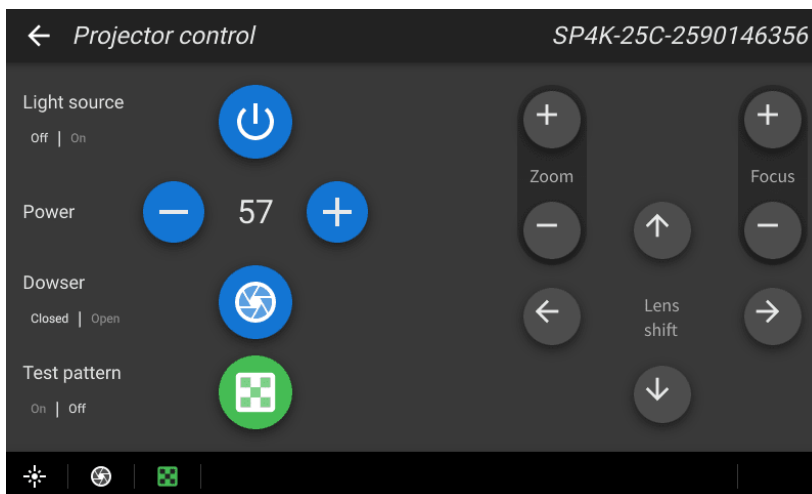 Projector control
SP4K-25C-2590146356
Light source
Off | On
Power
57
Dowser
Closed | Open
Test pattern
On | Off
Zoom
Focus
Lens
shift